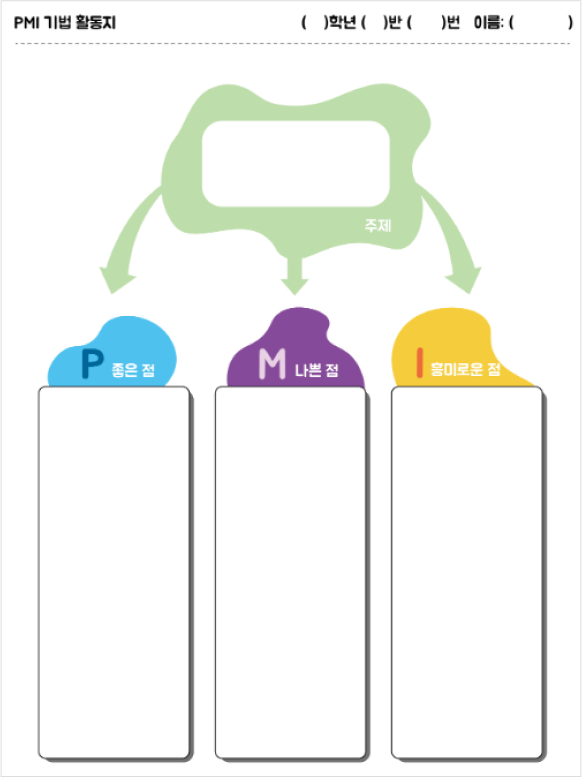 PMI 기법 활동지 ( )학년 ( )반 ( )번 이름: ( )
주제
P 좋은 점
M 나쁜 점
I 흥미로운 점